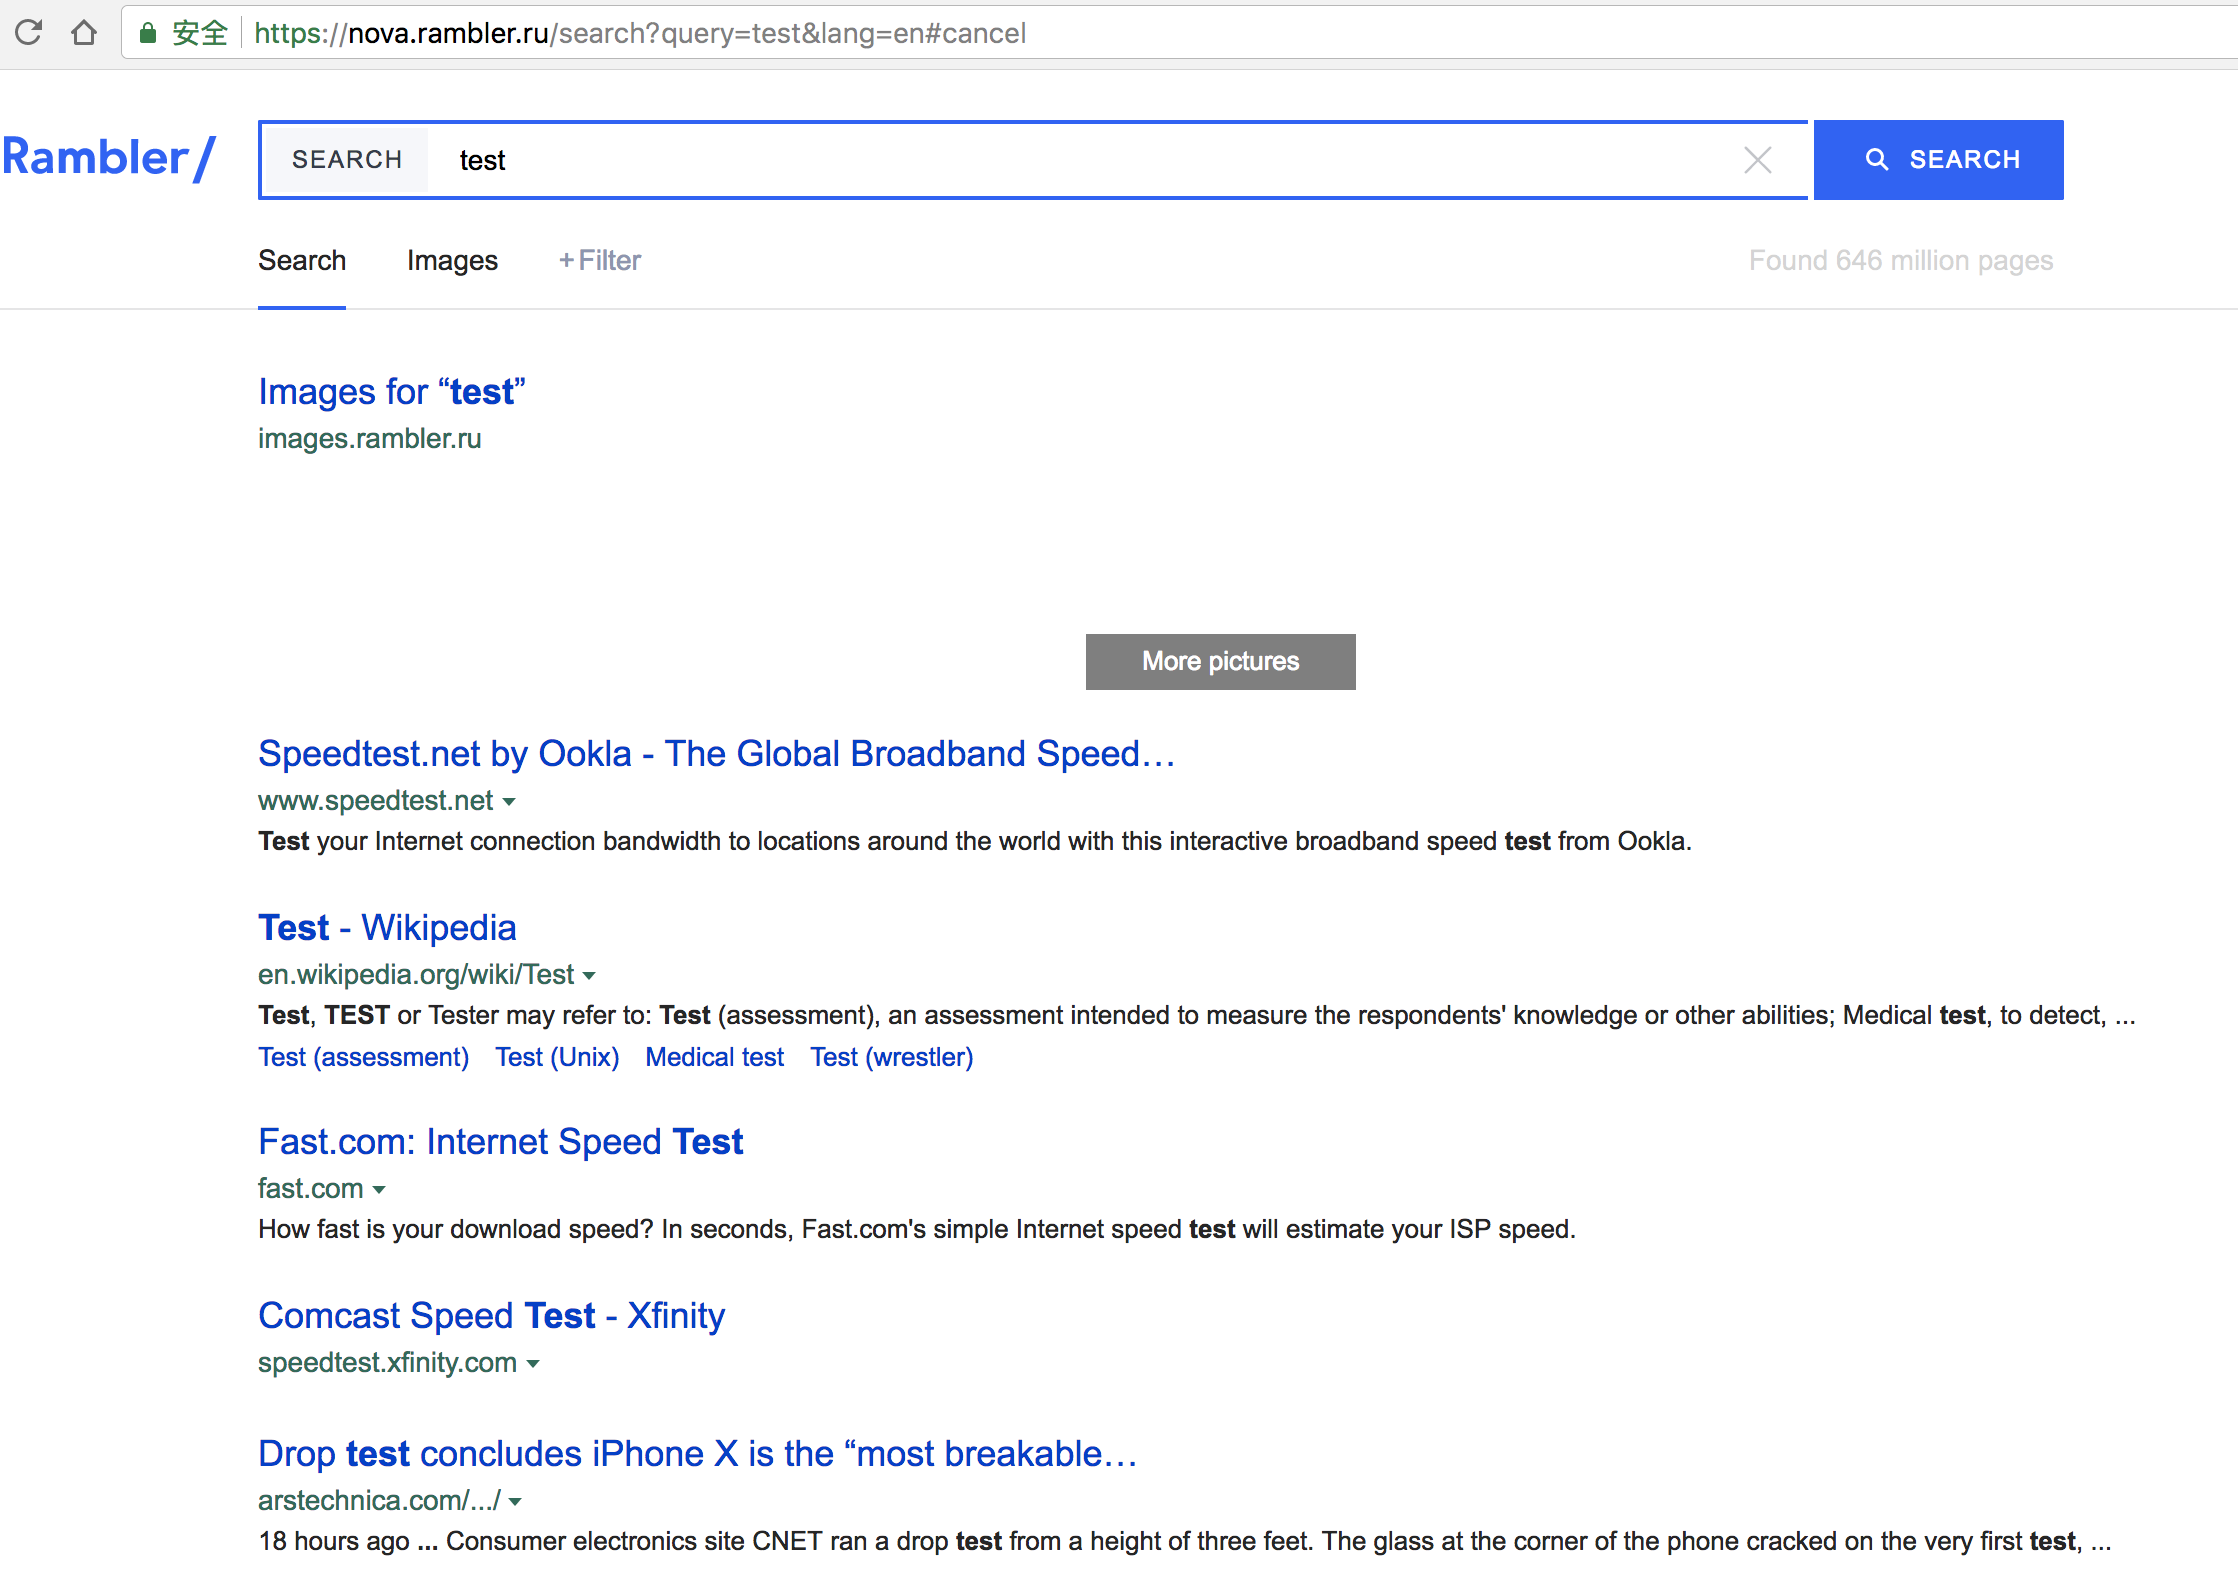 安全 https://nova.rambler.ru/search?query=test&lang=en#cancel
Rambler/ SEARCH test SEARCH
Search Images +Filter Found 646 million pages
Images for “test”
images.rambler.ru
More pictures
Speedtest.net by Ookla - The Global Broadband Speed…
www.speedtest.net
Test your Internet connection bandwidth to locations around the world with this interactive broadband speed test from Ookla.
Test - Wikipedia
en.wikipedia.org/wiki/Test
Test, TEST or Tester may refer to: Test (assessment), an assessment intended to measure the respondents' knowledge or other abilities; Medical test, to detect, ...
Test (assessment) Test (Unix) Medical test Test (wrestler)
Fast.com: Internet Speed Test
fast.com
How fast is your download speed? In seconds, Fast.com's simple Internet speed test will estimate your ISP speed.
Comcast Speed Test - Xfinity
speedtest.xfinity.com
Drop test concludes iPhone X is the “most breakable…
arstechnica.com/.../
18 hours ago ... Consumer electronics site CNET ran a drop test from a height of three feet. The glass at the corner of the phone cracked on the very first test, ...